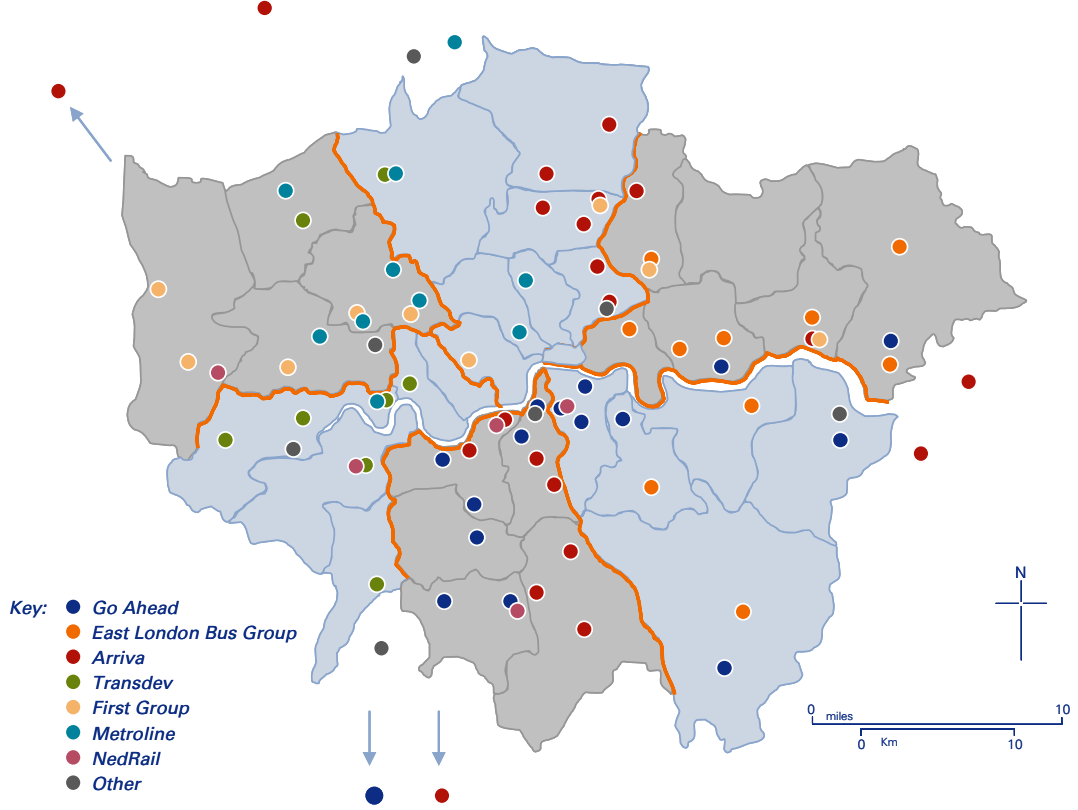 N
Key:
Go Ahead
East London Bus Group
Arriva
Transdev
First Group
Metroline
NedRail
Other
0 miles 10
0 Km 10